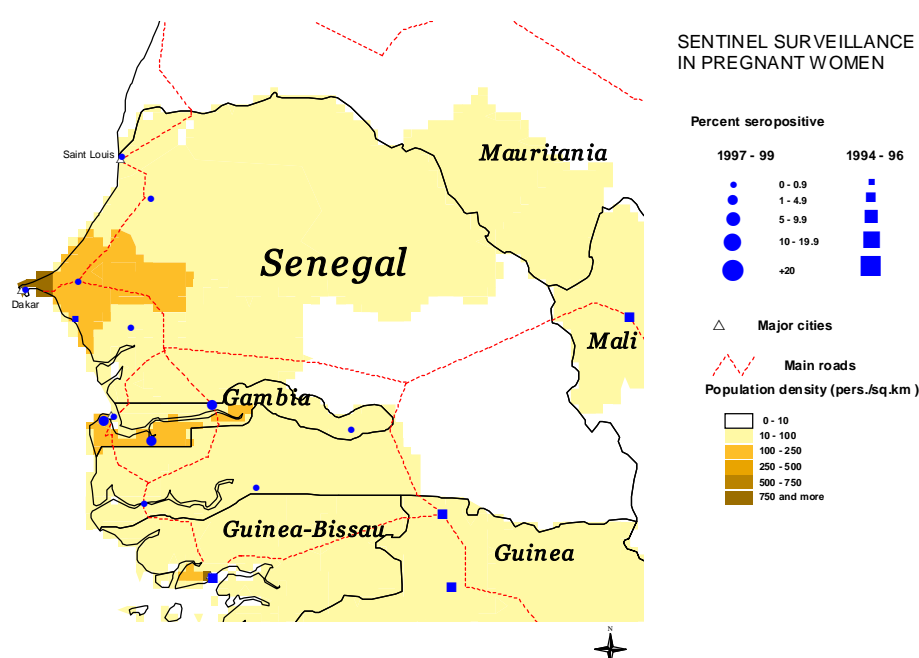 SENTINEL SURVEILLANCE
IN PREGNANT WOMEN
Percent seropositive
1997 - 99
1994 - 96
0 - 0.9
1 - 4.9
5 - 9.9
10 - 19.9
+20
Major cities
Main roads
Population density (pers./sq.km )
0 - 10
10 - 100
100 - 250
250 - 500
500 - 750
750 and more
Saint Louis
Mauritania
Senegal
Dakar
Mali
Gambia
Guinea-Bissau
Guinea
N